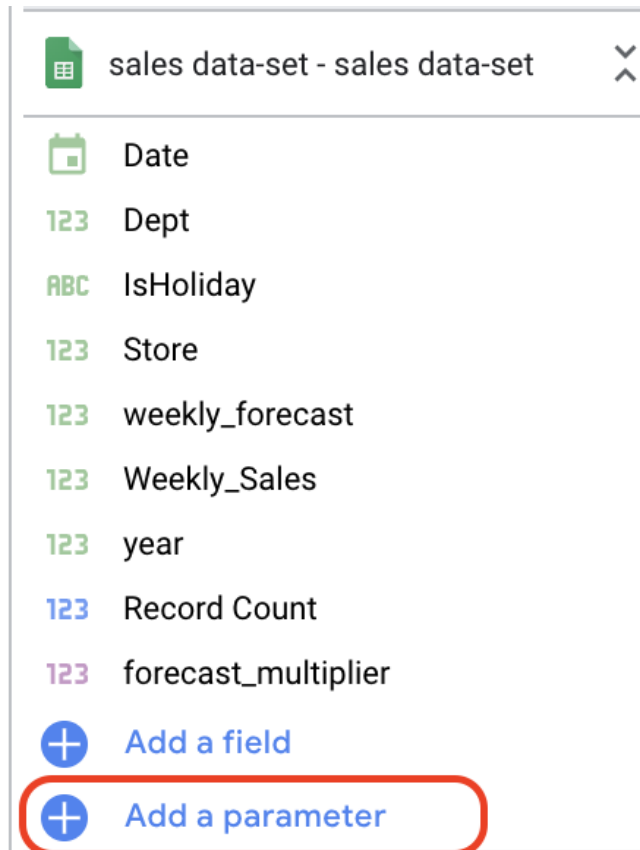 sales data-set - sales data-set
Date
123 Dept
ABC IsHoliday
123 Store
123 weekly_forecast
123 Weekly_Sales
123 year
123 Record Count
123 forecast_multiplier
Add a field
Add a parameter